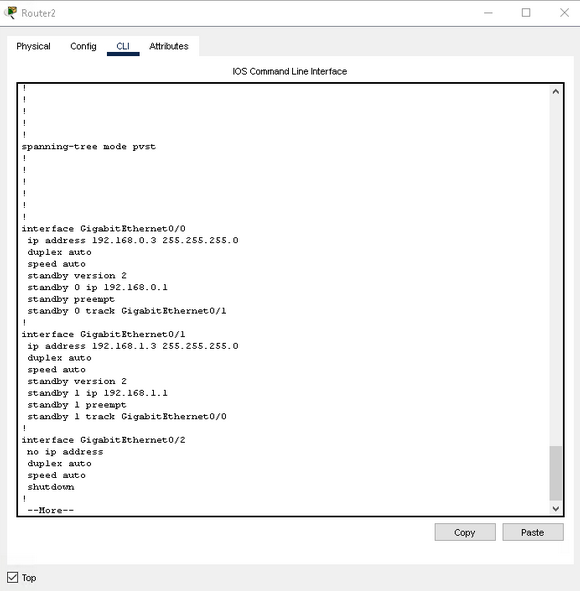 Router2
Physical Config CLI Attributes
IOS Command Line Interface
!
!
!
!
!
spanning-tree mode pvst
!
!
!
!
!
!
interface GigabitEthernet0/0
ip address 192.168.0.3 255.255.255.0
duplex auto
speed auto
standby version 2
standby 0 ip 192.168.0.1
standby preempt
standby 0 track GigabitEthernet0/1
!
interface GigabitEthernet0/1
ip address 192.168.1.3 255.255.255.0
duplex auto
speed auto
standby version 2
standby 1 ip 192.168.1.1
standby 1 preempt
standby 1 track GigabitEthernet0/0
!
interface GigabitEthernet0/2
no ip address
duplex auto
speed auto
shutdown
!
--More--
Copy Paste
Top